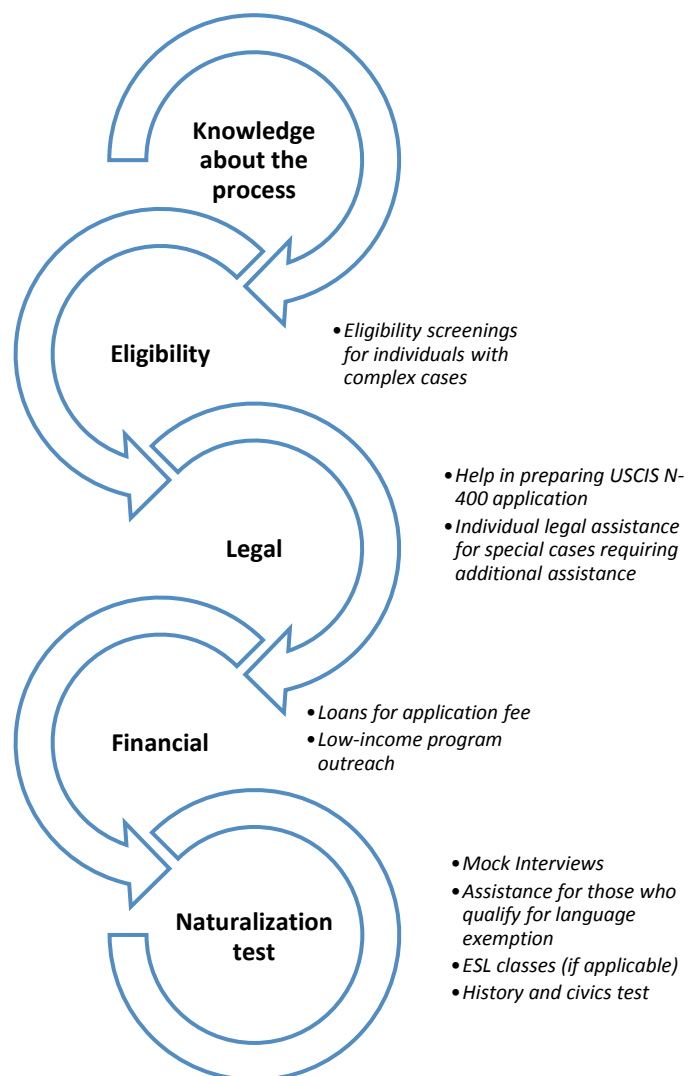 Knowledge
about the
process
Eligibility
•Eligibility screenings
for individuals with
complex cases
Legal
•Help in preparing USCIS N-
400 application
•Individual legal assistance
for special cases requiring
additional assistance
Financial
•Loans for application fee
•Low-income program
outreach
Naturalization
test
•Mock Interviews
•Assistance for those who
qualify for language
exemption
•ESL classes (if applicable)
•History and civics test